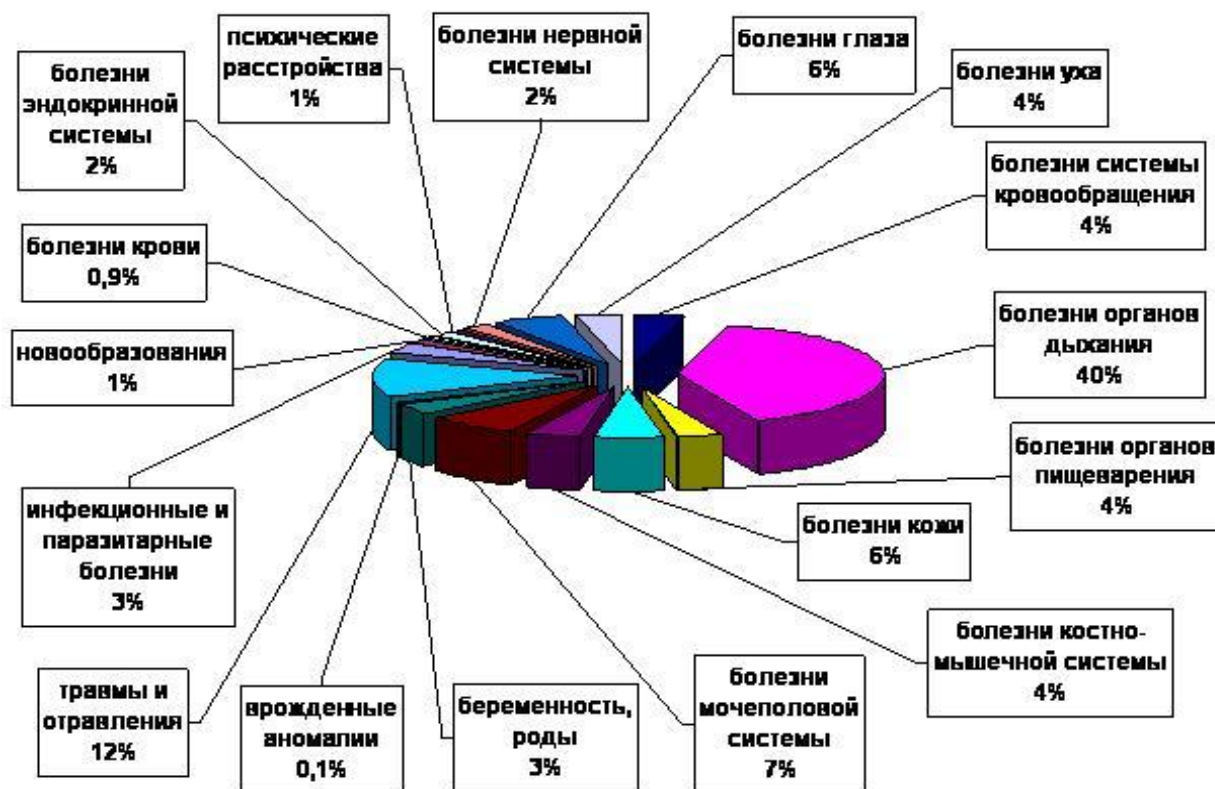 психические
расстройства
1%
болезни нервной
системы
2%
болезни глаза
6%
болезни уха
4%
болезни
эндокринной
системы
2%
болезни системы
кровообращения
4%
болезни крови
0,9%
болезни органов
дыхания
40%
новообразования
1%
болезни органов
пищеварения
4%
инфекционные и
паразитарные
болезни
3%
болезни кожи
6%
болезни костно-
мышечной системы
4%
травмы и
отравления
12%
врожденные
аномалии
0,1%
беременность,
роды
3%
болезни
мочеполовой
системы
7%